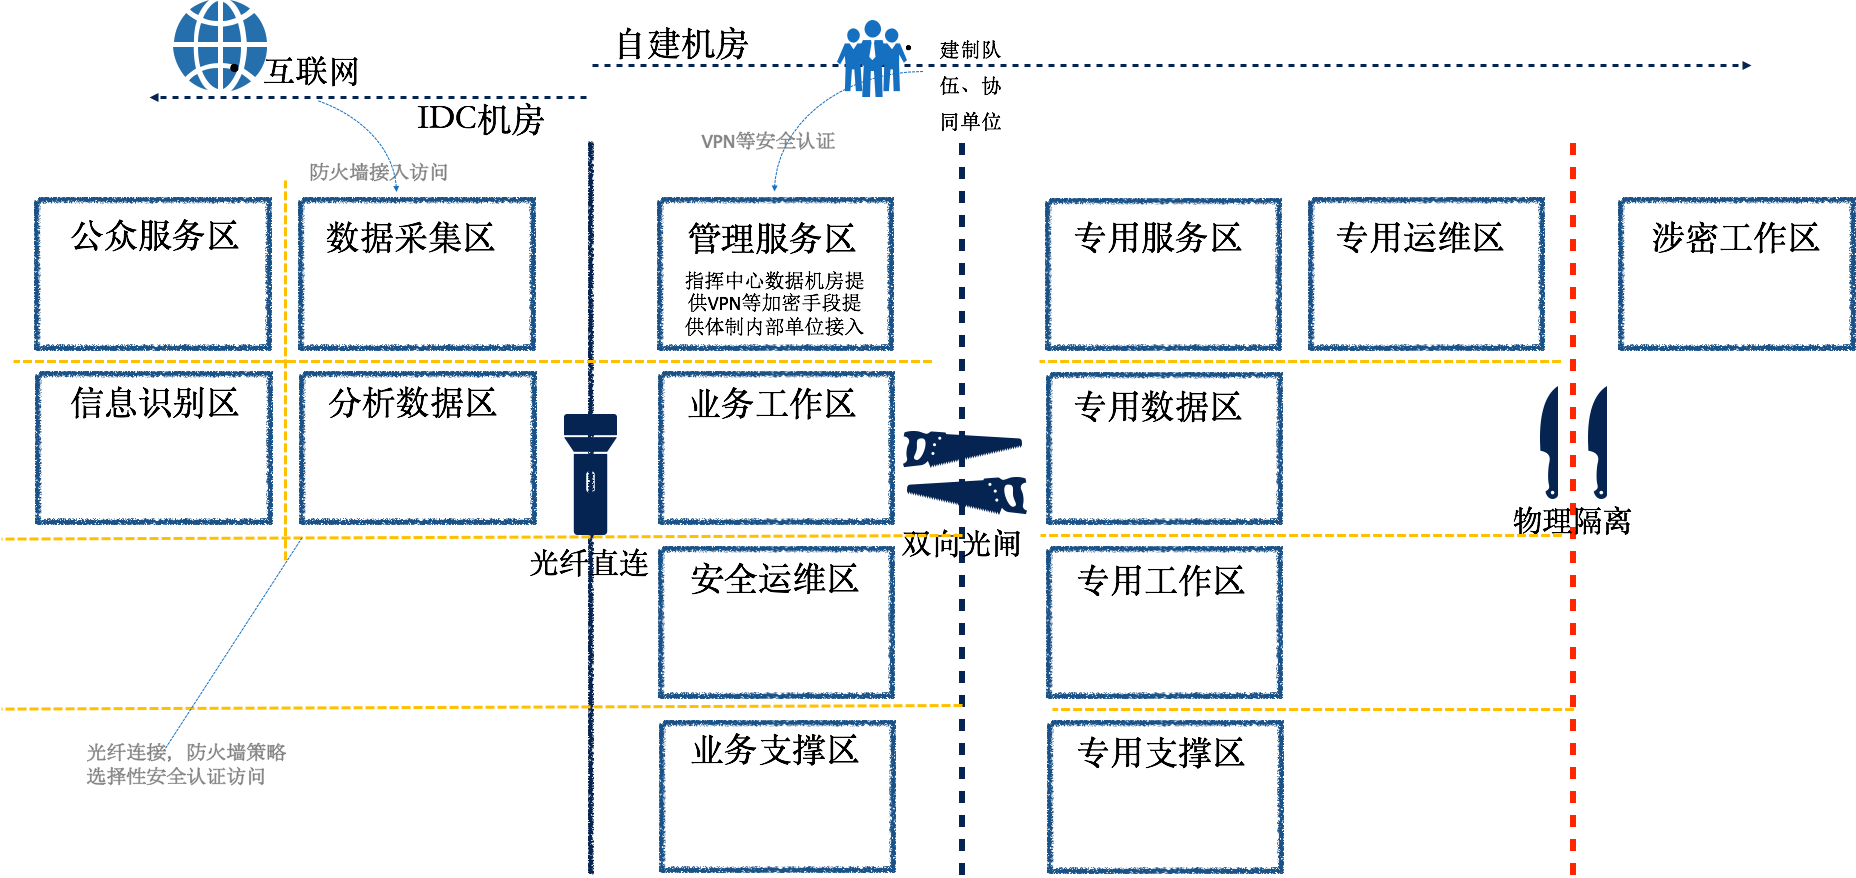 互联网
IDC机房
自建机房
建制队
伍、协
同单位
防火墙接入访问
VPN等安全认证
公众服务区
数据采集区
管理服务区
指挥中心数据机房提
供VPN等加密手段提
供体制内部单位接入
专用服务区
专用运维区
涉密工作区
信息识别区
分析数据区
业务工作区
专用数据区
光纤直连
双向光闸
物理隔离
安全运维区
专用工作区
光纤连接，防火墙策略
选择性安全认证访问
业务支撑区
专用支撑区